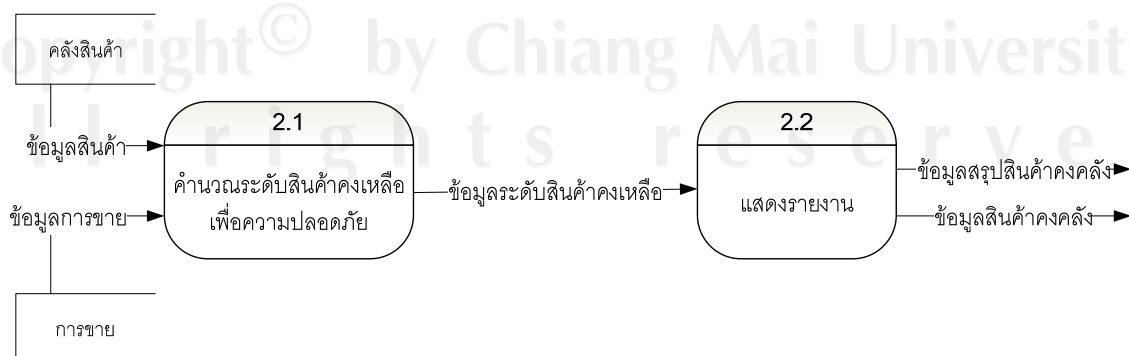 opyright© by Chiang Mai Universit
ll rights reserve
คลังสินค้า
ข้อมูลสินค้า
ข้อมูลการขาย
การขาย
2.1
คำนวณระดับสินค้าคงเหลือ
เพื่อความปลอดภัย
ข้อมูลระดับสินค้าคงเหลือ
2.2
แสดงรายงาน
ข้อมูลสรุปสินค้าคงคลัง
ข้อมูลสินค้าคงคลัง